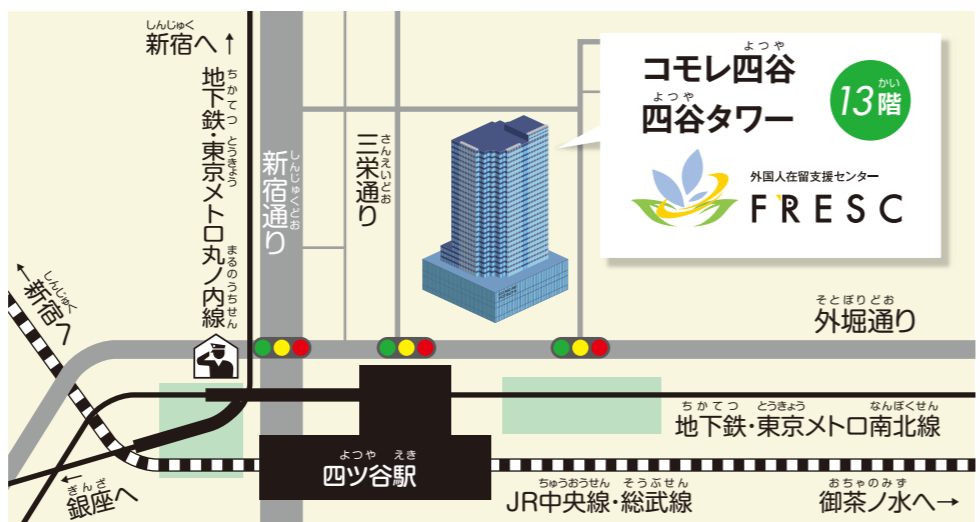 しんじゅく
新宿へ↑
ちかてつ とうきょう まるのうちせん
地下鉄・東京メトロ丸ノ内線
しんじゅくどお
新宿通り
さんえいどお
三栄通り
よつや
コモレ四谷
よつや
四谷タワー
かい
13階
外国人在留支援センター
FRESC
←しんじゅく
新宿へ
そとぼりどお
外堀通り
ちかてつ とうきょう なんぼくせん
地下鉄・東京メトロ南北線
よつや えき
四ツ谷駅
←ぎんざ
銀座へ
ちゅうおうせん そうぶせん
JR中央線・総武線
おちゃのみず
御茶ノ水へ→